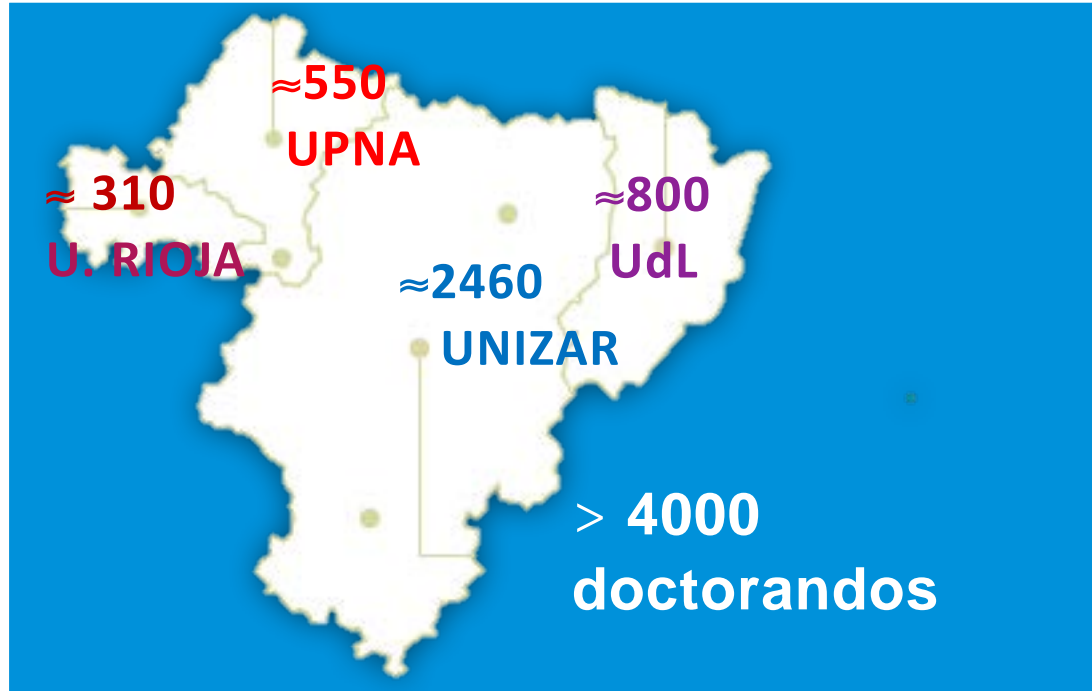 ≈550
UPNA
≈ 310
U. RIOJA
≈800
UdL
≈2460
UNIZAR
> 4000
doctorandos